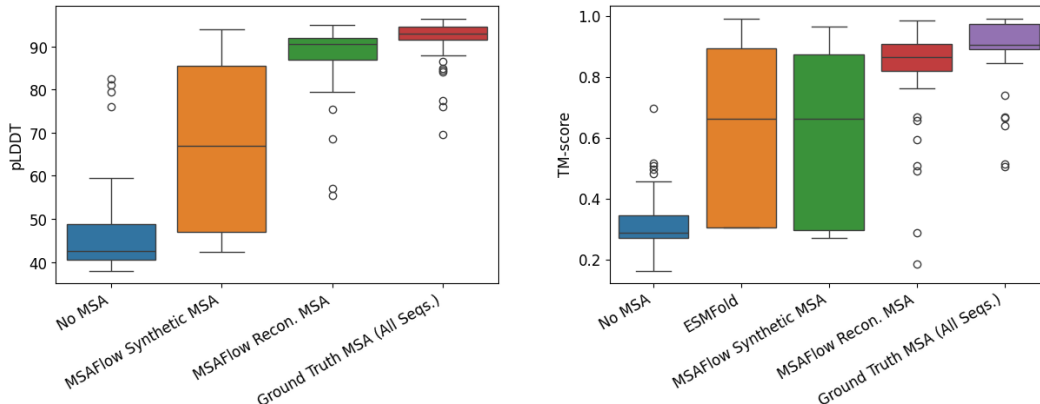 pLDDT
90
80
70
60
50
40
No MSA
MSAFlow Synthetic MSA
MSAFlow Recon. MSA
Ground Truth MSA (All Seqs.)
TM-score
1.0
0.8
0.6
0.4
0.2
No MSA
ESMFold
MSAFlow Synthetic MSA
MSAFlow Recon. MSA
Ground Truth MSA (All Seqs.)